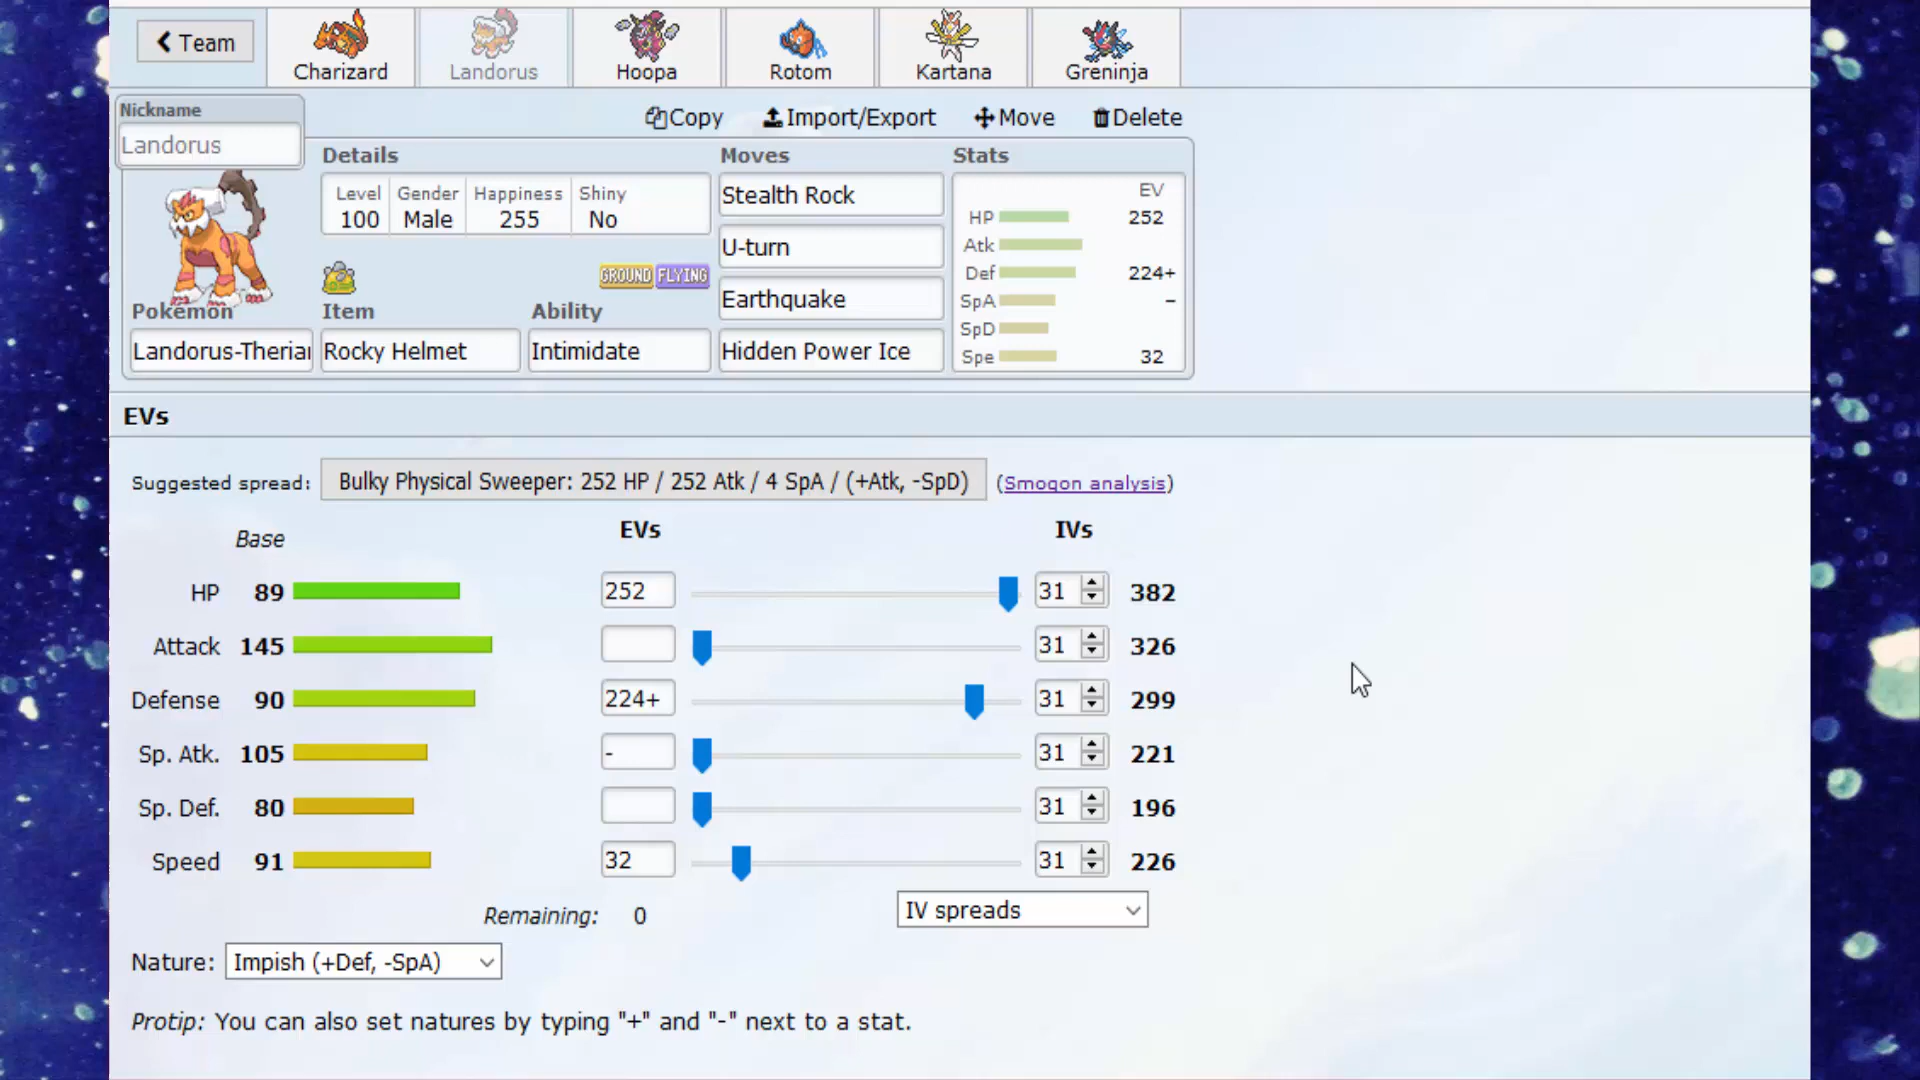 Team
Charizard
Landorus
Hoopa
Rotom
Kartana
Greninja
Nickname
Landorus
Copy
Import/Export
Move
Delete
Details
Level
100
Gender
Male
Happiness
255
Shiny
No
GROUND FLYING
Pokémon
Landorus-Theria
Item
Rocky Helmet
Ability
Intimidate
Moves
Stealth Rock
U-turn
Earthquake
Hidden Power Ice
Stats
EV
HP 252
Atk
Def 224+
SpA –
SpD
Spe 32
EVs
Suggested spread: Bulky Physical Sweeper: 252 HP / 252 Atk / 4 SpA / (+Atk, -SpD) (Smogon analysis)
Base EVs IVs
HP 89 252 31 382
Attack 145 31 326
Defense 90 224+ 31 299
Sp. Atk. 105 - 31 221
Sp. Def. 80 31 196
Speed 91 32 31 226
Remaining: 0 IV spreads
Nature: Impish (+Def, -SpA)
Protip: You can also set natures by typing "+" and "-" next to a stat.